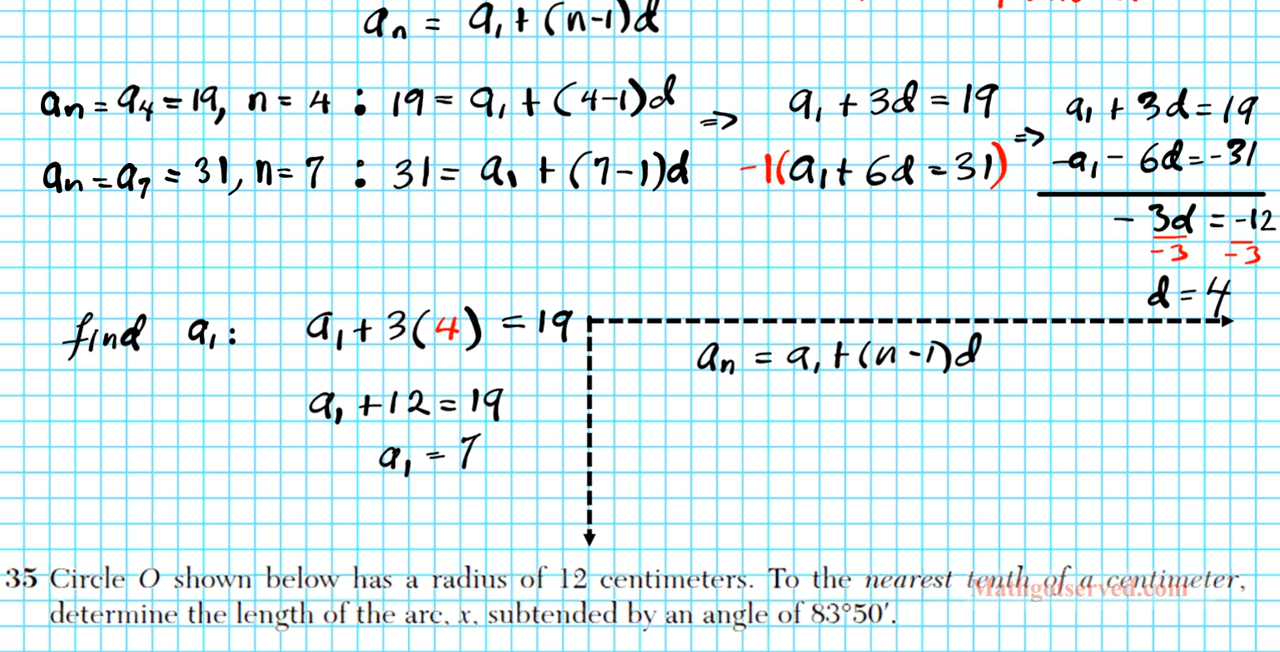 aₙ = a₁ + (n-1)d
aₙ = a₄ = 19, n = 4 : 19 = a₁ + (4-1)d => a₁ + 3d = 19 => a₁ + 3d = 19
aₙ = a₇ = 31, n = 7 : 31 = a₁ + (7-1)d -1(a₁ + 6d = 31) -a₁ - 6d = -31
- 3d = -12
-3 -3
d = 4
find a₁: a₁ + 3(4) = 19
aₙ = a₁ + (n-1)d
a₁ + 12 = 19
a₁ = 7
35 Circle O shown below has a radius of 12 centimeters. To the nearest tenth of a centimeter,
Mathgotserved.com
determine the length of the arc, x, subtended by an angle of 83°50′.